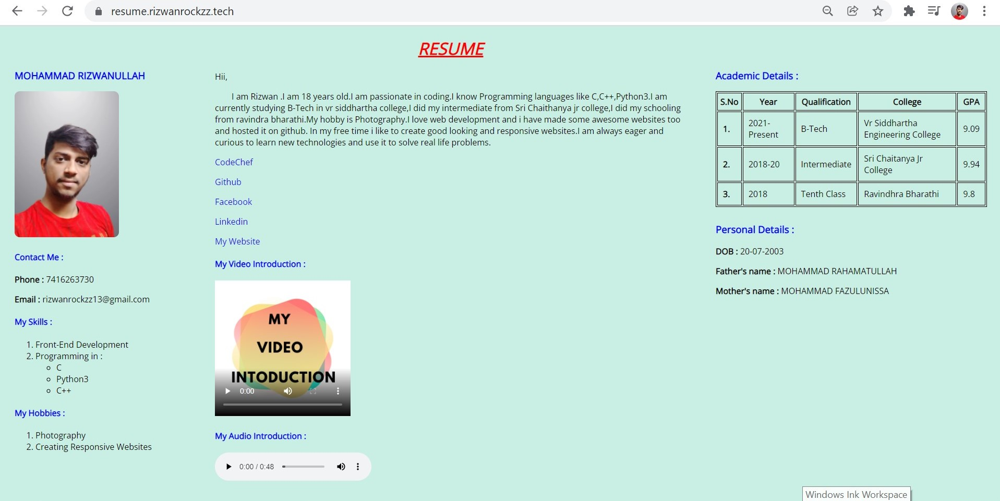 resume.rizwanrockzz.tech
RESUME
MOHAMMAD RIZWANULLAH
Contact Me :
Phone : 7416263730
Email : rizwanrockzz13@gmail.com
My Skills :
1. Front-End Development
2. Programming in :
C
Python3
C++
My Hobbies :
1. Photography
2. Creating Responsive Websites
Hii,
I am Rizwan .I am 18 years old.I am passionate in coding.I know Programming languages like C,C++,Python3.I am
currently studying B-Tech in vr siddhartha college,I did my intermediate from Sri Chaithanya jr college,I did my schooling
from ravindra bharathi.My hobby is Photography.I love web development and i have made some awesome websites too
and hosted it on github. In my free time i like to create good looking and responsive websites.I am always eager and
curious to learn new technologies and use it to solve real life problems.
CodeChef
Github
Facebook
Linkedin
My Website
My Video Introduction :
MY
VIDEO
INTODUCTION
0:00
My Audio Introduction :
0:00 / 0:48
Academic Details :
S.No Year Qualification College GPA
1. 2021-Present B-Tech Vr Siddhartha Engineering College 9.09
2. 2018-20 Intermediate Sri Chaitanya Jr College 9.94
3. 2018 Tenth Class Ravindhra Bharathi 9.8
Personal Details :
DOB : 20-07-2003
Father's name : MOHAMMAD RAHAMATULLAH
Mother's name : MOHAMMAD FAZULUNISSA
Windows Ink Workspace